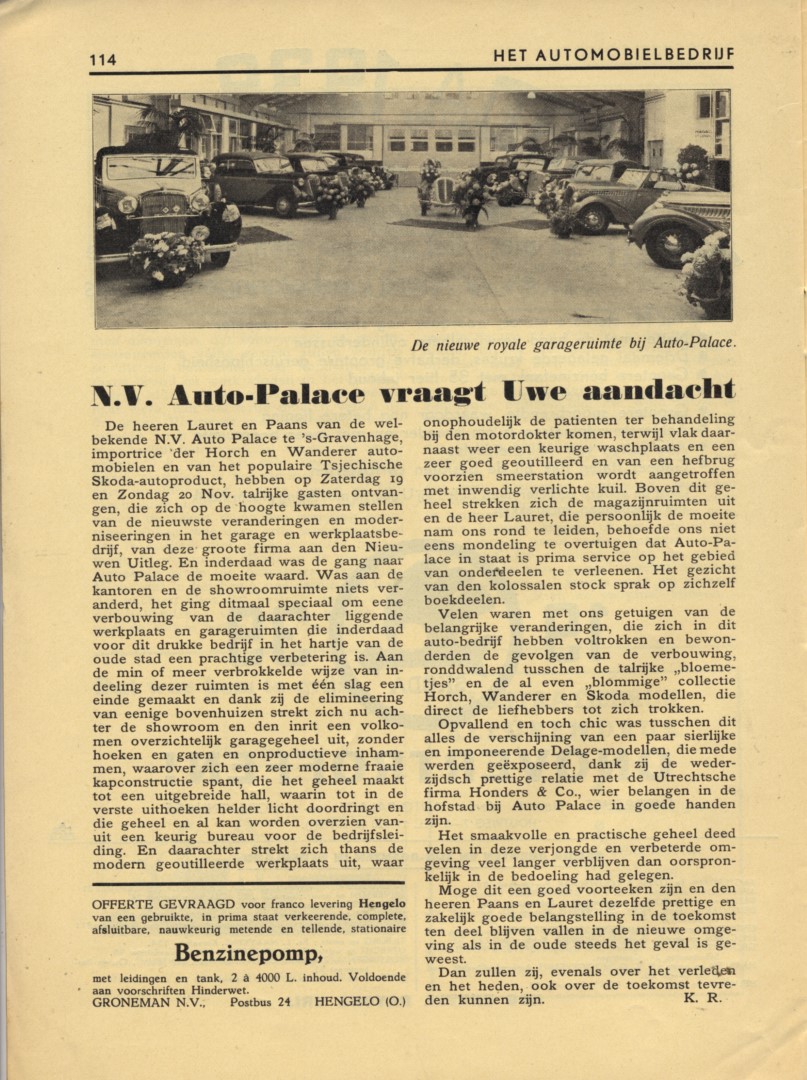 114
HET AUTOMOBIELBEDRIJF
De nieuwe royale garageruimte bij Auto-Palace.
N.V. Auto-Palace vraagt Uwe aandacht
De heeren Lauret en Paans van de wel-
bekende N.V. Auto Palace te 's-Gravenhage,
importrice der Horch en Wanderer auto-
mobielen en van het populaire Tsjechische
Skoda-autoproduct, hebben op Zaterdag 19
en Zondag 20 Nov. talrijke gasten ontvan-
gen, die zich op de hoogte kwamen stellen
van de nieuwste veranderingen en moder-
niseeringen in het garage en werkplaatsbe-
drijf, van deze groote firma aan den Nieu-
wen Uitleg. En inderdaad was de gang naar
Auto Palace de moeite waard. Was aan de
kantoren en de showroomruimte niets ver-
anderd, het ging ditmaal speciaal om eene
verbouwing van de daarachter liggende
werkplaats en garageruimten die inderdaad
voor dit drukke bedrijf in het hartje van de
oude stad een prachtige verbetering is. Aan
de min of meer verbrokkelde wijze van in-
deeling dezer ruimten is met één slag een
einde gemaakt en dank zij de elimineering
van eenige bovenhuizen strekt zich nu ach-
ter de showroom en den inrit een volko-
men overzichtelijk garagegeheel uit, zonder
hoeken en gaten en onproductieve inham-
men, waarover zich een zeer moderne fraaie
kapconstructie spant, die het geheel maakt
tot een uitgebreide hall, waarin tot in de
verste uithoeken helder licht doordringt en
die geheel en al kan worden overzien van-
uit een keurig bureau voor de bedrijfslei-
ding. En daarachter strekt zich thans de
modern geoutilleerde werkplaats uit, waar
OFFERTE GEVRAAGD voor franco levering Hengelo
van een gebruikte, in prima staat verkeerende, complete,
afsluitbare, nauwkeurig metende en tellende, stationaire
Benzinepomp,
met leidingen en tank, 2 à 4000 L. inhoud. Voldoende
aan voorschriften Hinderwet.
GRONEMAN N.V., Postbus 24 HENGELO (O.)
onophoudelijk de patienten ter behandeling
bij den motordokter komen, terwijl vlak daar-
naast weer een keurige waschplaats en een
zeer goed geoutilleerd en van een hefbrug
voorzien smeerstation wordt aangetroffen
met inwendig verlichte kuil. Boven dit ge-
heel strekken zich de magazijnruimten uit
en de heer Lauret, die persoonlijk de moeite
nam ons rond te leiden, behoefde ons niet
eens mondeling te overtuigen dat Auto-Pa-
lace in staat is prima service op het gebied
van onderdeelen te verleenen. Het gezicht
van den kolossalen stock sprak op zichzelf
boekdeelen.
Velen waren met ons getuigen van de
belangrijke veranderingen, die zich in dit
auto-bedrijf hebben voltrokken en bewon-
derden de gevolgen van de verbouwing,
ronddwalend tusschen de talrijke „bloeme-
tjes” en de al even „blommige” collectie
Horch, Wanderer en Skoda modellen, die
direct de liefhebbers tot zich trokken.
Opvallend en toch chic was tusschen dit
alles de verschijning van een paar sierlijke
en imponeerende Delage-modellen, die mede
werden geëxposeerd, dank zij de weder-
zijdsch prettige relatie met de Utrechtsche
firma Honders & Co., wier belangen in de
hofstad bij Auto Palace in goede handen
zijn.
Het smaakvolle en practische geheel deed
velen in deze verjongde en verbeterde om-
geving veel langer verblijven dan oorspron-
kelijk in de bedoeling had gelegen.
Moge dit een goed voorteeken zijn en den
heeren Paans en Lauret dezelfde prettige en
zakelijk goede belangstelling in de toekomst
ten deel blijven vallen in de nieuwe omge-
ving als in de oude steeds het geval is ge-
weest.
Dan zullen zij, evenals over het verleden
en het heden, ook over de toekomst tevre-
den kunnen zijn. K. R.